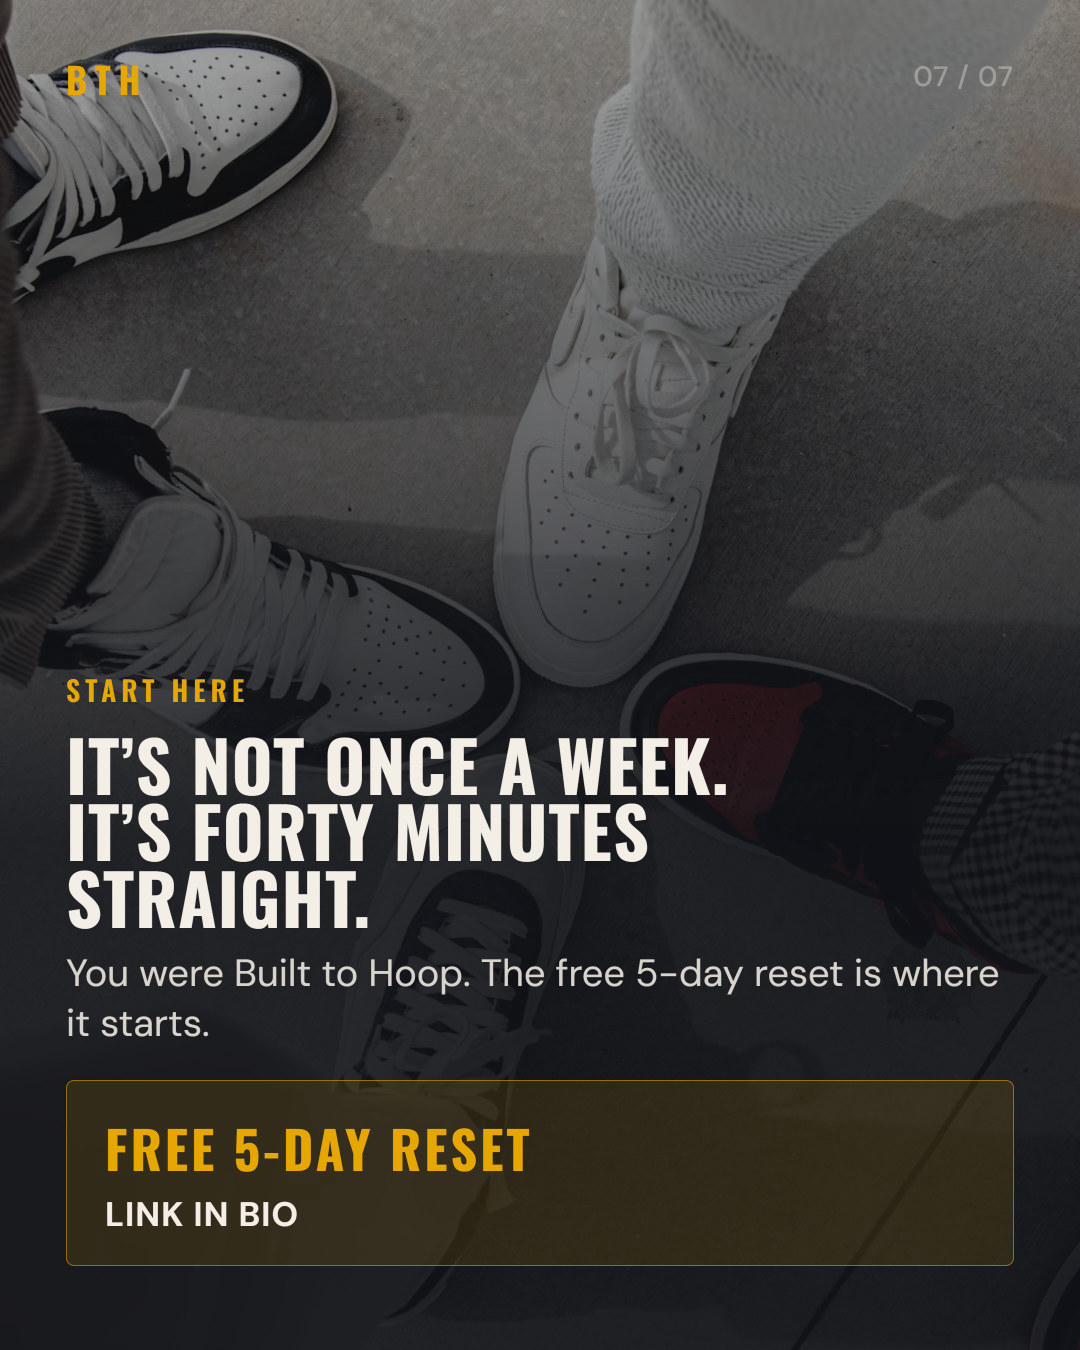 BTH
07 / 07
START HERE
IT’S NOT ONCE A WEEK.
IT’S FORTY MINUTES
STRAIGHT.
You were Built to Hoop. The free 5-day reset is where
it starts.
FREE 5-DAY RESET
LINK IN BIO